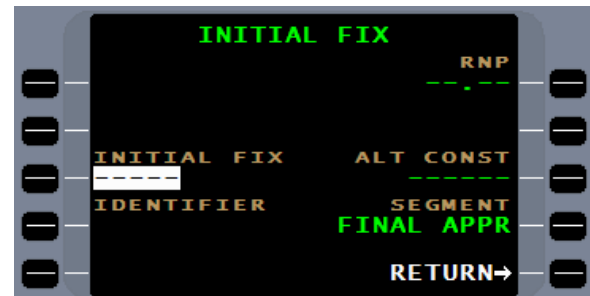 INITIAL FIX
RNP
--.--
INITIAL FIX ALT CONST
----- ------
IDENTIFIER SEGMENT
FINAL APPR
RETURN→